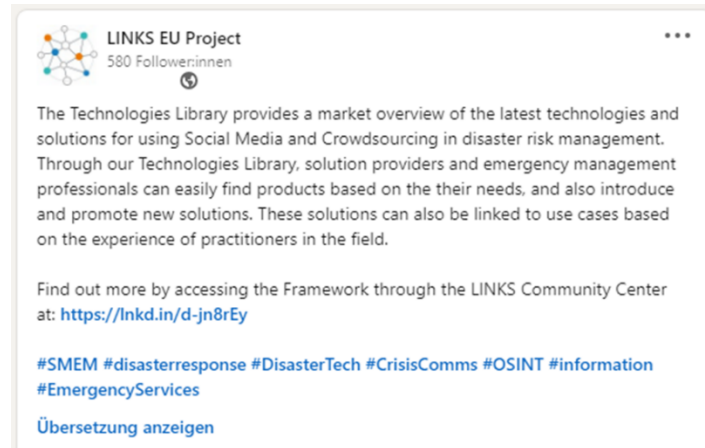 LINKS EU Project
580 Follower:innen
The Technologies Library provides a market overview of the latest technologies and
solutions for using Social Media and Crowdsourcing in disaster risk management.
Through our Technologies Library, solution providers and emergency management
professionals can easily find products based on the their needs, and also introduce
and promote new solutions. These solutions can also be linked to use cases based
on the experience of practitioners in the field.
Find out more by accessing the Framework through the LINKS Community Center
at: https://lnkd.in/d-jn8rEy
#SMEM #disasterresponse #DisasterTech #CrisisComms #OSINT #information
#EmergencyServices
Übersetzung anzeigen